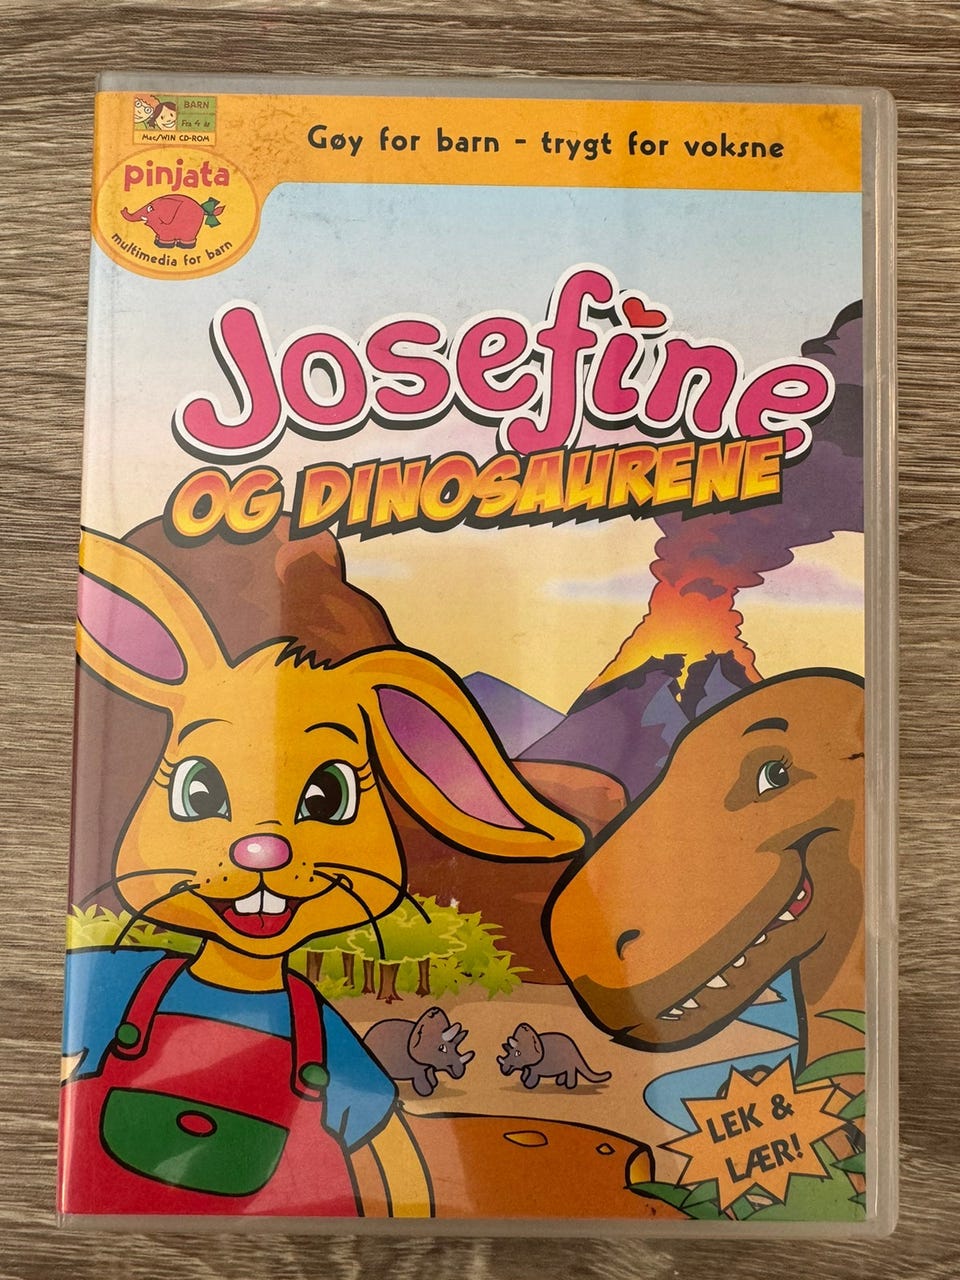 BARN
Fra 4 år
Mac/WIN CD-ROM
Gøy for barn - trygt for voksne
pinjata
multimedia for barn
Josefine
OG DINOSAURENE
LEK &
LÆR!